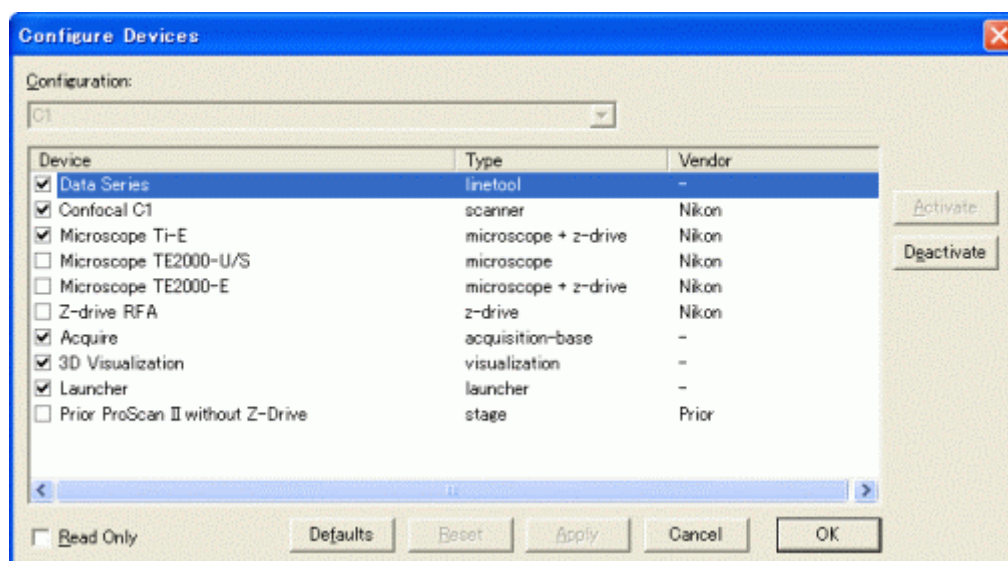 Configure Devices
Configuration:
C1
Device Type Vendor
Data Series linetool -
Confocal C1 scanner Nikon
Microscope Ti-E microscope + z-drive Nikon
Microscope TE2000-U/S microscope Nikon
Microscope TE2000-E microscope + z-drive Nikon
Z-drive RFA z-drive Nikon
Acquire acquisition-base -
3D Visualization visualization -
Launcher launcher -
Prior ProScan II without Z-Drive stage Prior
Activate
Deactivate
Read Only Defaults Reset Apply Cancel OK